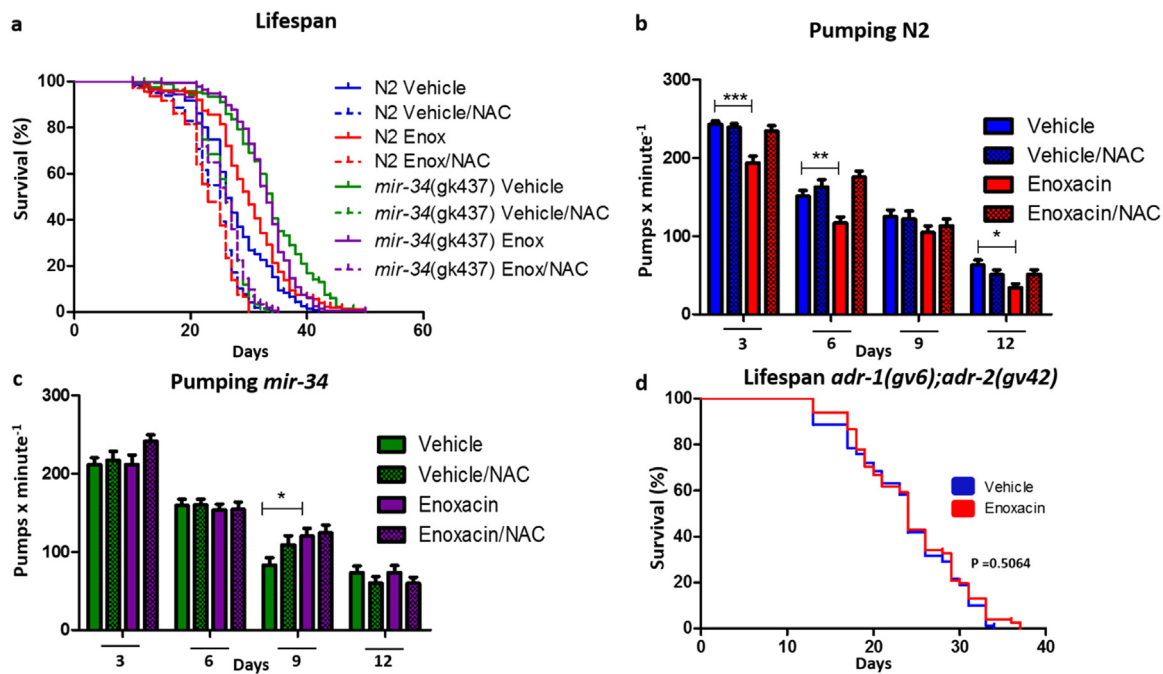 a
Lifespan
Survival (%)
100
80
60
40
20
0
0 20 40 60
Days
N2 Vehicle
N2 Vehicle/NAC
N2 Enox
N2 Enox/NAC
mir-34(gk437) Vehicle
mir-34(gk437) Vehicle/NAC
mir-34(gk437) Enox
mir-34(gk437) Enox/NAC
b
Pumping N2
Pumps x minute⁻¹
300
200
100
0
***
**
*
3 6 9 12
Days
Vehicle
Vehicle/NAC
Enoxacin
Enoxacin/NAC
c
Pumping mir-34
Pumps x minute⁻¹
300
200
100
0
*
3 6 9 12
Days
Vehicle
Vehicle/NAC
Enoxacin
Enoxacin/NAC
d
Lifespan adr-1(gv6);adr-2(gv42)
Survival (%)
100
80
60
40
20
0
0 10 20 30 40
Days
Vehicle
Enoxacin
P =0.5064